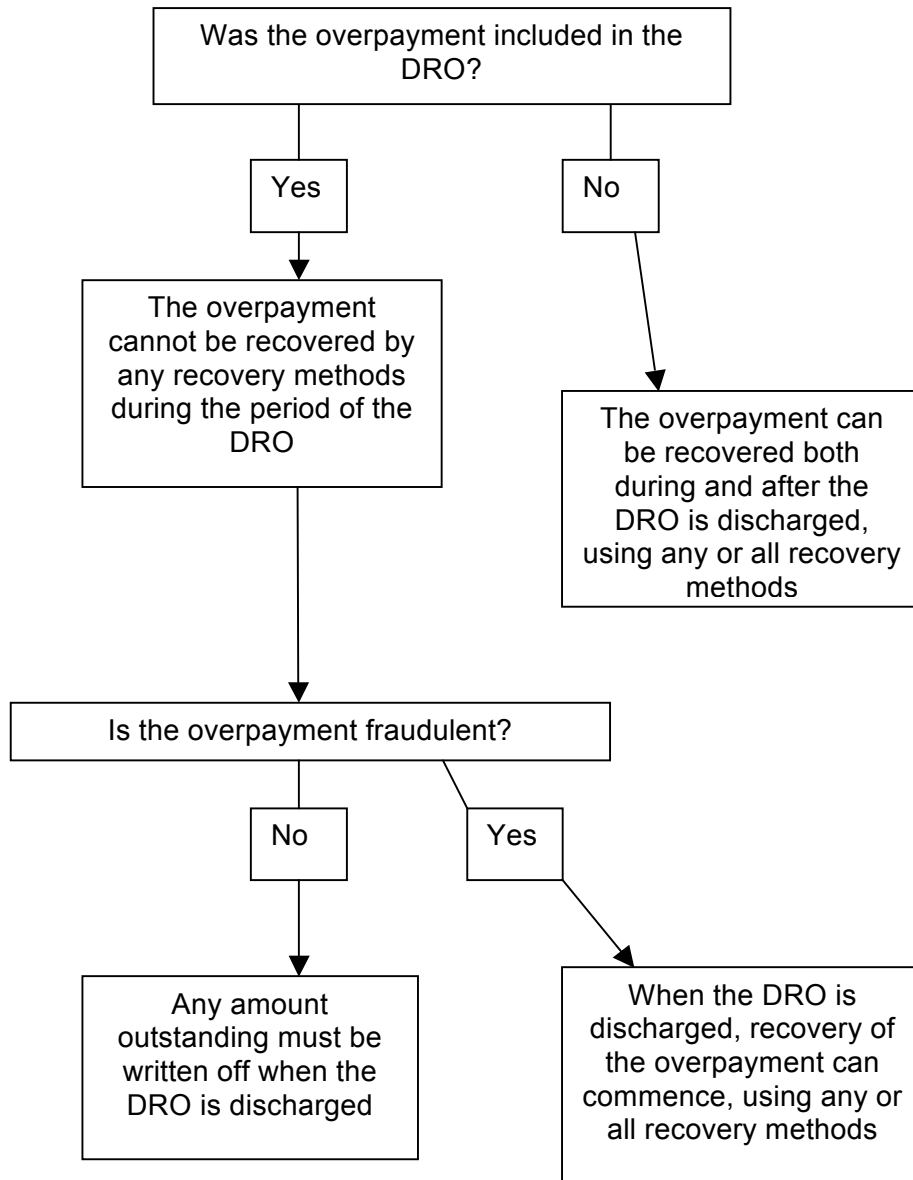 Was the overpayment included in the
DRO?
Yes
No
The overpayment
cannot be recovered by
any recovery methods
during the period of the
DRO
The overpayment can
be recovered both
during and after the
DRO is discharged,
using any or all recovery
methods
Is the overpayment fraudulent?
No
Yes
Any amount
outstanding must be
written off when the
DRO is discharged
When the DRO is
discharged, recovery of
the overpayment can
commence, using any or
all recovery methods